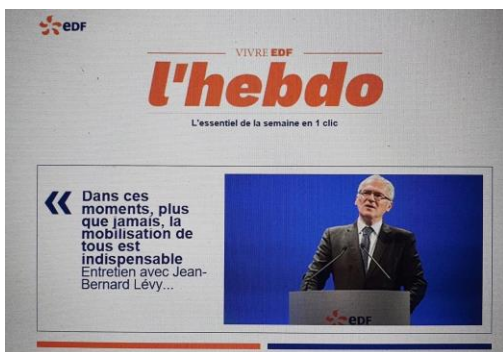 eDF
VIVRE EDF
l'hebdo
L'essentiel de la semaine en 1 clic
« Dans ces
moments, plus
que jamais, la
mobilisation de
tous est
indispensable
Entretien avec Jean-
Bernard Lévy...
eDF